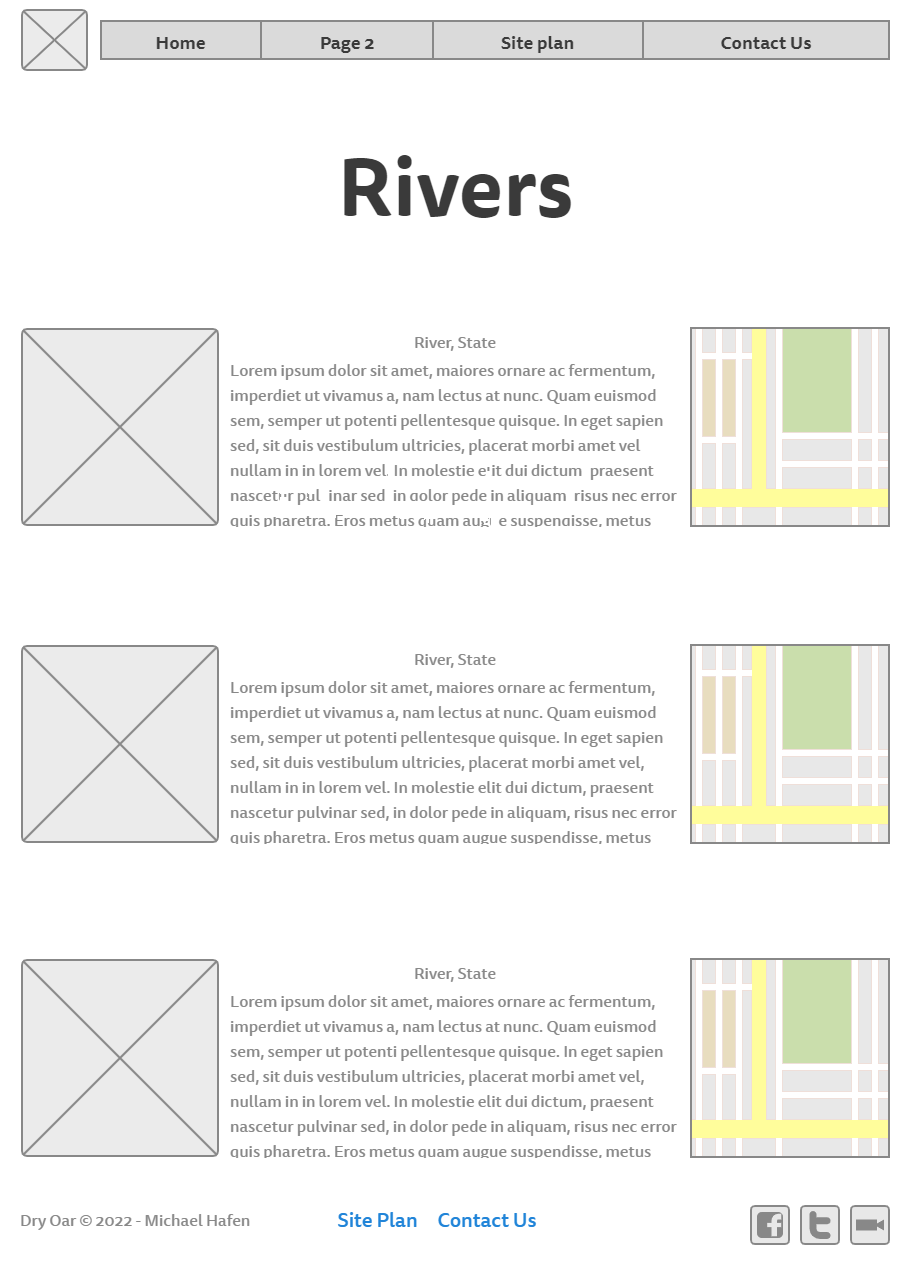 Home
Page 2
Site plan
Contact Us
Rivers
River, State
Lorem ipsum dolor sit amet, maiores ornare ac fermentum,
imperdiet ut vivamus a, nam lectus at nunc. Quam euismod
sem, semper ut potenti pellentesque quisque. In eget sapien
sed, sit duis vestibulum ultricies, placerat morbi amet vel
nullam in in lorem vel. In molestie dui dictum praesent
inar sed in dolor pede in aliquam risus nec error
quis pharetra. Eros metus quam suspendisse, metus
River, State
Lorem ipsum dolor sit amet, maiores ornare ac fermentum,
imperdiet ut vivamus a, nam lectus at nunc. Quam euismod
sem, semper ut potenti pellentesque quisque. In eget sapien
sed, sit duis vestibulum ultricies, placerat morbi amet vel,
nullam in in lorem vel. In molestie elit dui dictum, praesent
nascetur pulvinar sed, in dolor pede in aliquam, risus nec error
quis pharetra. Eros metus quam augue suspendisse, metus
River, State
Lorem ipsum dolor sit amet, maiores ornare ac fermentum,
imperdiet ut vivamus a, nam lectus at nunc. Quam euismod
sem, semper ut potenti pellentesque quisque. In eget sapien
sed, sit duis vestibulum ultricies, placerat morbi amet vel,
nullam in in lorem vel. In molestie elit dui dictum, praesent
nascetur pulvinar sed, in dolor pede in aliquam, risus nec error
quis pharetra. Eros metus quam augue suspendisse, metus
Dry Oar © 2022 - Michael Hafen
Site Plan
Contact Us